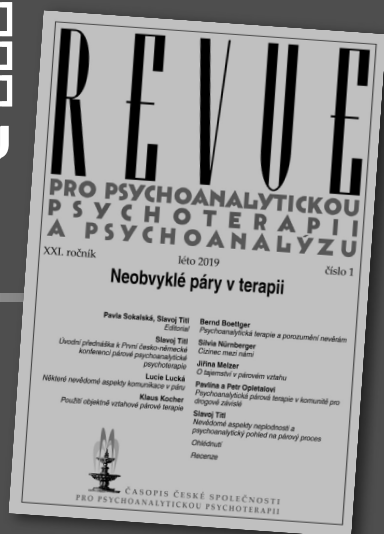 REVUE
PRO PSYCHOANALYTICKOU
PSYCHOTERAPII
A PSYCHOANALÝZU
XXI. ročník
léto 2019
číslo 1
Neobvyklé páry v terapii
Pavla Sokalská, Slavoj Titl
Editorial
Slavoj Titl
Úvodní přednáška k První česko-německé
konferenci párové psychoanalytické
psychoterapie
Lucie Lucká
Některé nevědomé aspekty komunikace v páru
Klaus Kocher
Použití objektně vztahové párové terapie
Bernd Boettger
Psychoanalytická terapie a porozumění nevěrám
Silvia Nürnberger
Cizinec mezi námi
Jiřina Melzer
O tajemství v párovém vztahu
Pavlína a Petr Opletalovi
Psychoanalytická párová terapie v komunitě pro
drogově závislé
Slavoj Titl
Nevědomé aspekty neplodnosti a
psychoanalytický pohled na párový proces
Ohlédnutí
Recenze
ČASOPIS ČESKÉ SPOLEČNOSTI
PRO PSYCHOANALYTICKOU PSYCHOTERAPII